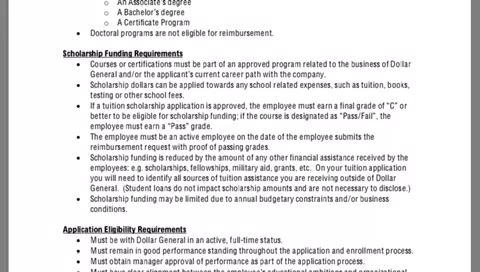 o An Associate's degree
o A Bachelor's degree
o A Certificate Program
• Doctoral programs are not eligible for reimbursement.
Scholarship Funding Requirements
• Courses or certifications must be part of an approved program related to the business of Dollar
General and/or the applicant's current career path with the company.
• Scholarship dollars can be applied towards any school related expenses, such as tuition, books,
testing or other school fees.
• If a tuition scholarship application is approved, the employee must earn a final grade of "C" or
better to be eligible for scholarship funding; if the course is designated as "Pass/Fail", the
employee must earn a "Pass" grade.
• The employee must be an active employee on the date of the employee submits the
reimbursement request with proof of passing grades.
• Scholarship funding is reduced by the amount of any other financial assistance received by the
employees: e.g. scholarships, fellowships, military aid, grants, etc. On your tuition application
you will need to identify all sources of tuition assistance you are receiving outside of Dollar
General. (Student loans do not impact scholarship amounts and are not necessary to disclose.)
• Scholarship funding may be limited due to annual budgetary constraints and/or business
conditions.
Application Eligibility Requirements
• Must be with Dollar General in an active, full-time status.
• Must remain in good performance standing throughout the application and enrollment process.
• Must obtain manager approval of performance as part of the application process.
• Must have clear alignment between the employee's educational ambitions and organizational